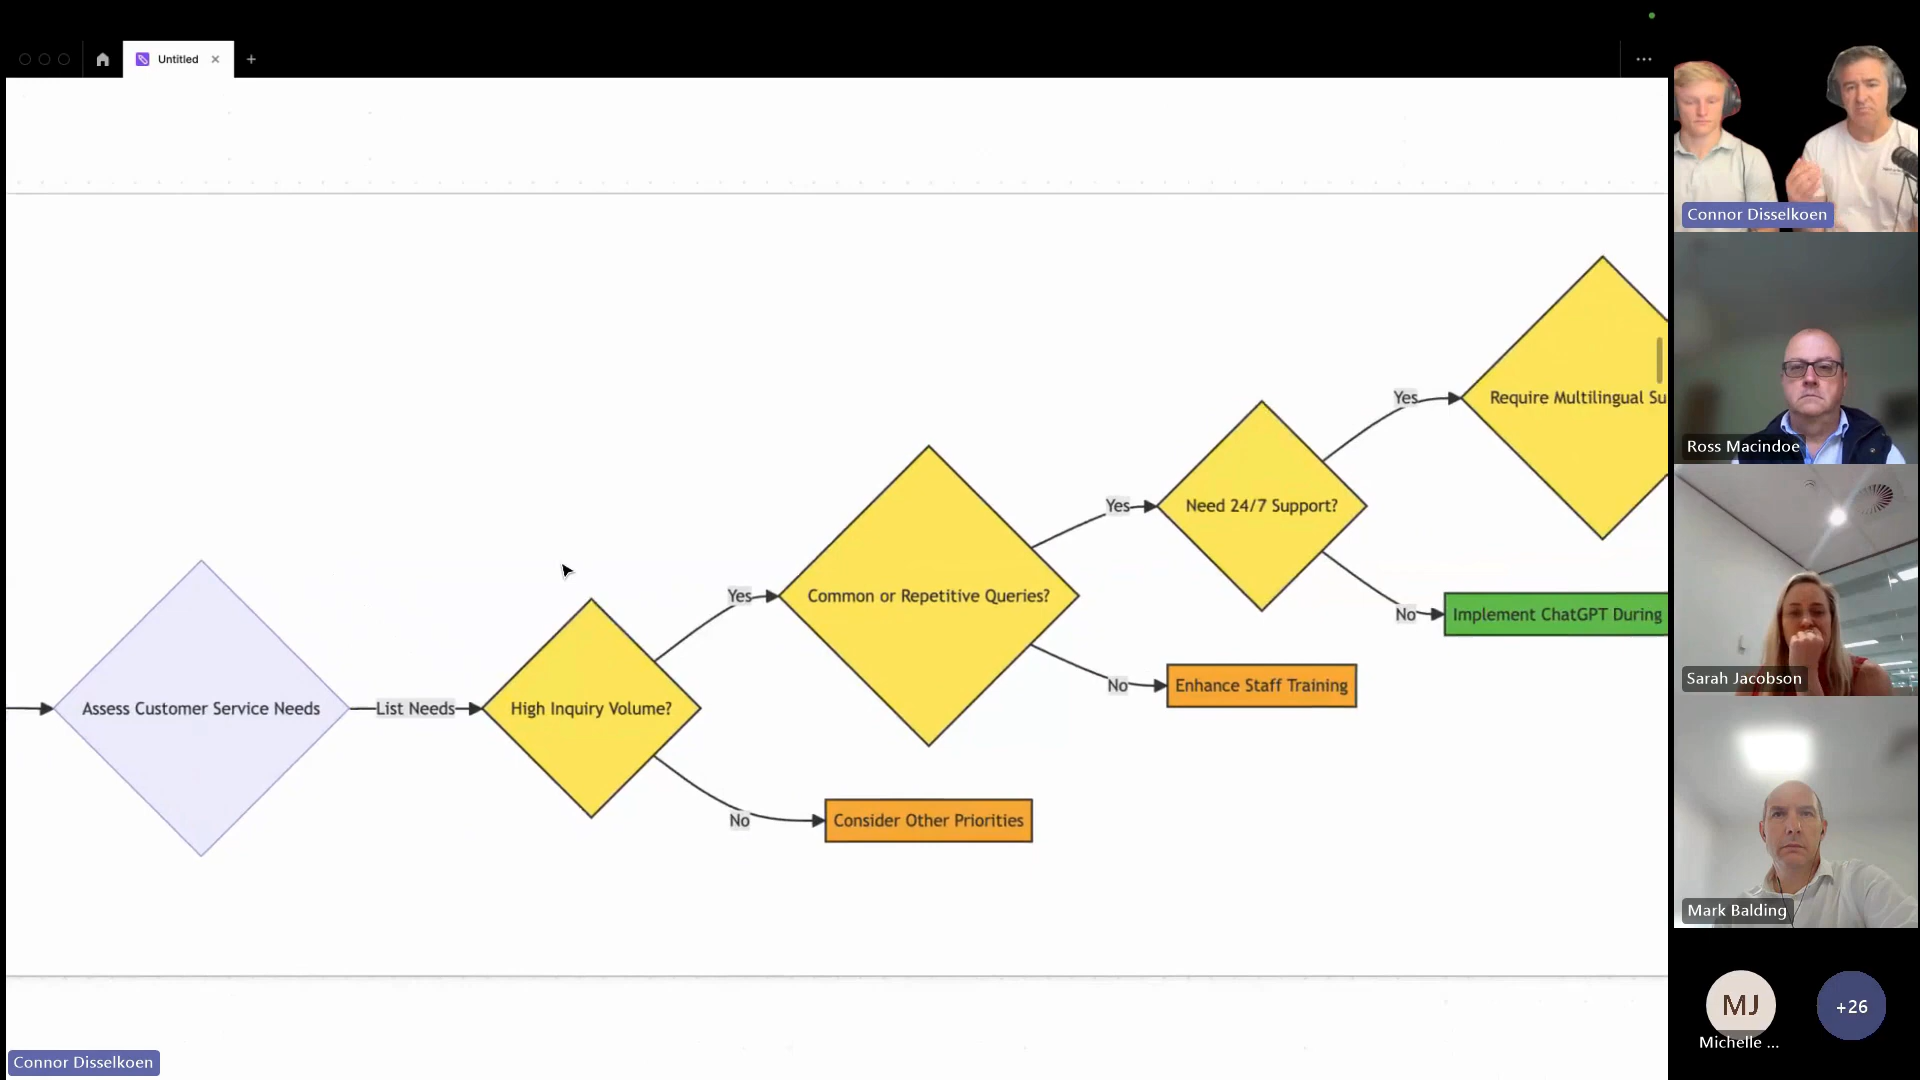 Untitled
Connor Disselkoen
Yes
Require Multilingual Su
Ross Macindoe
Yes
Need 24/7 Support?
Yes
Common or Repetitive Queries?
No
Implement ChatGPT During
Sarah Jacobson
No
Enhance Staff Training
Assess Customer Service Needs
List Needs
High Inquiry Volume?
No
Consider Other Priorities
Mark Balding
MJ
+26
Michelle ...
Connor Disselkoen